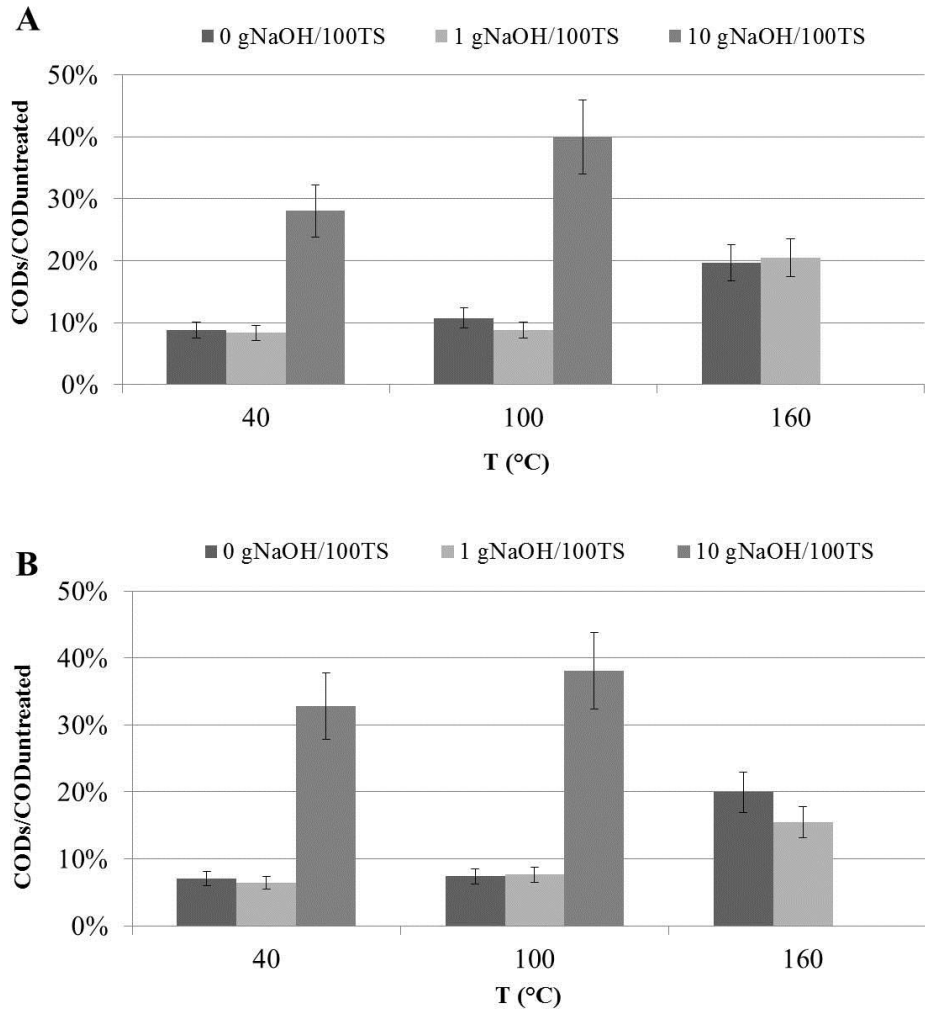 A
0 gNaOH/100TS 1 gNaOH/100TS 10 gNaOH/100TS
50%
40%
30%
20%
10%
0%
CODs/CODuntreated
40 100 160
T (°C)
B
0 gNaOH/100TS 1 gNaOH/100TS 10 gNaOH/100TS
50%
40%
30%
20%
10%
0%
CODs/CODuntreated
40 100 160
T (°C)